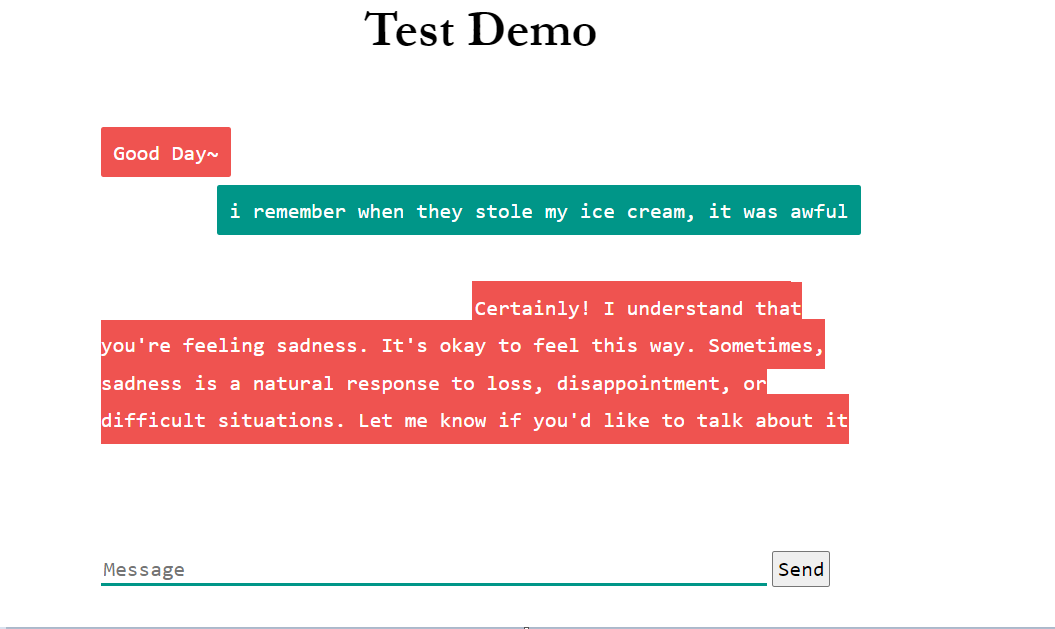 Test Demo
Good Day~
i remember when they stole my ice cream, it was awful
Certainly! I understand that
you're feeling sadness. It's okay to feel this way. Sometimes,
sadness is a natural response to loss, disappointment, or
difficult situations. Let me know if you'd like to talk about it
Message
Send